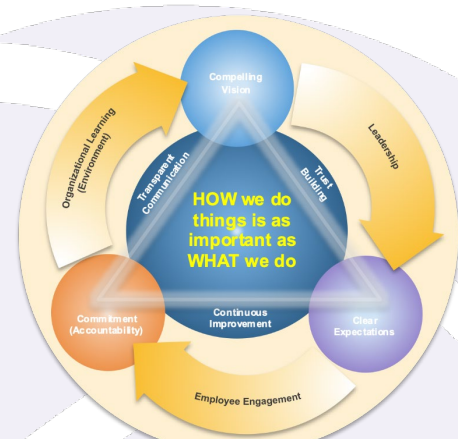 Compelling
Vision
Organizational Learning
(Environment)
Leadership
Transparent
Communication
Trust
Building
HOW we do
things is as
important as
WHAT we do
Commitment
(Accountability)
Continuous
Improvement
Clear
Expectations
Employee Engagement